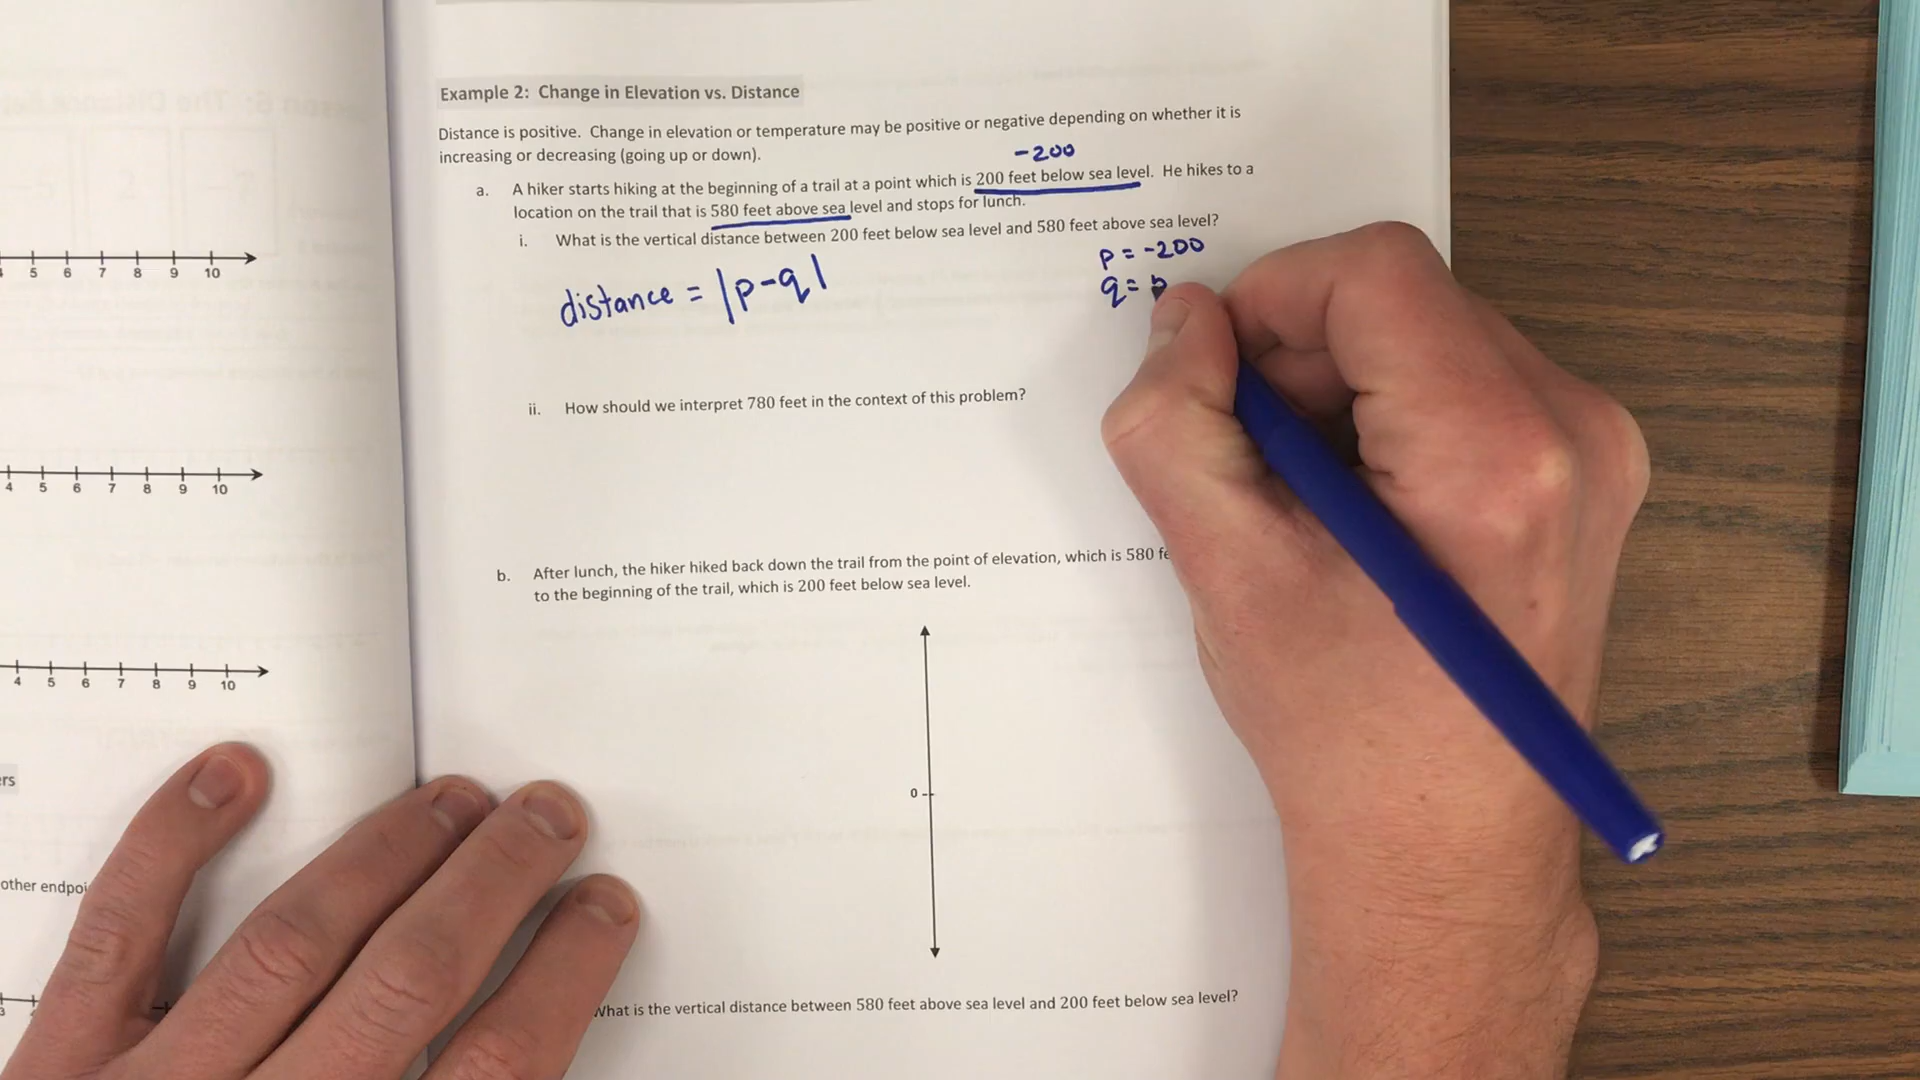 Example 2: Change in Elevation vs. Distance
Distance is positive. Change in elevation or temperature may be positive or negative depending on whether it is
increasing or decreasing (going up or down).
-200
a. A hiker starts hiking at the beginning of a trail at a point which is 200 feet below sea level. He hikes to a
location on the trail that is 580 feet above sea level and stops for lunch.
i. What is the vertical distance between 200 feet below sea level and 580 feet above sea level?
p = -200
q =
distance = |p-q|
ii. How should we interpret 780 feet in the context of this problem?
b. After lunch, the hiker hiked back down the trail from the point of elevation, which is 580
to the beginning of the trail, which is 200 feet below sea level.
0
What is the vertical distance between 580 feet above sea level and 200 feet below sea level?
5 6 7 8 9 10
4 5 6 7 8 9 10
4 5 6 7 8 9 10
ers
other
3